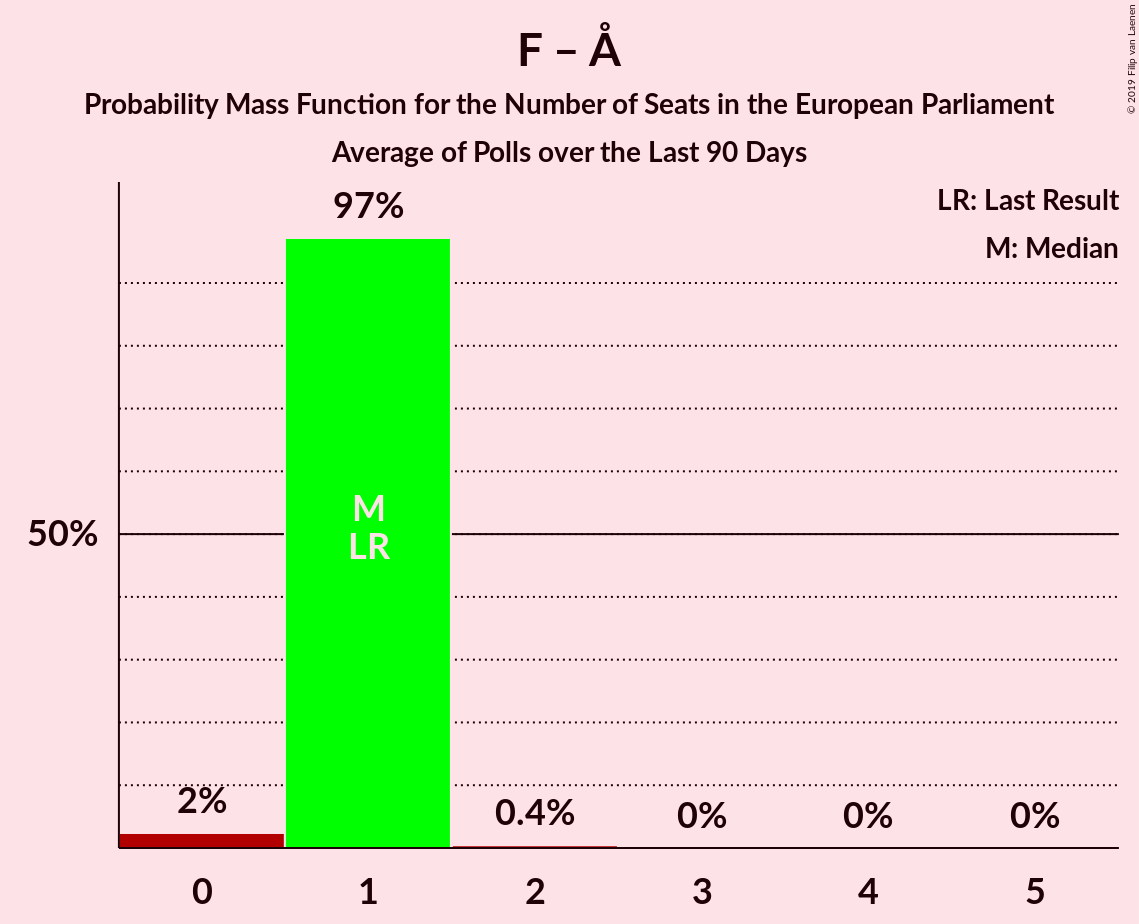 F – Å
Probability Mass Function for the Number of Seats in the European Parliament
Average of Polls over the Last 90 Days
© 2019 Filip van Laenen
LR: Last Result
M: Median
97%
M
LR
50%
2%
0.4%
0%
0%
0%
0
1
2
3
4
5